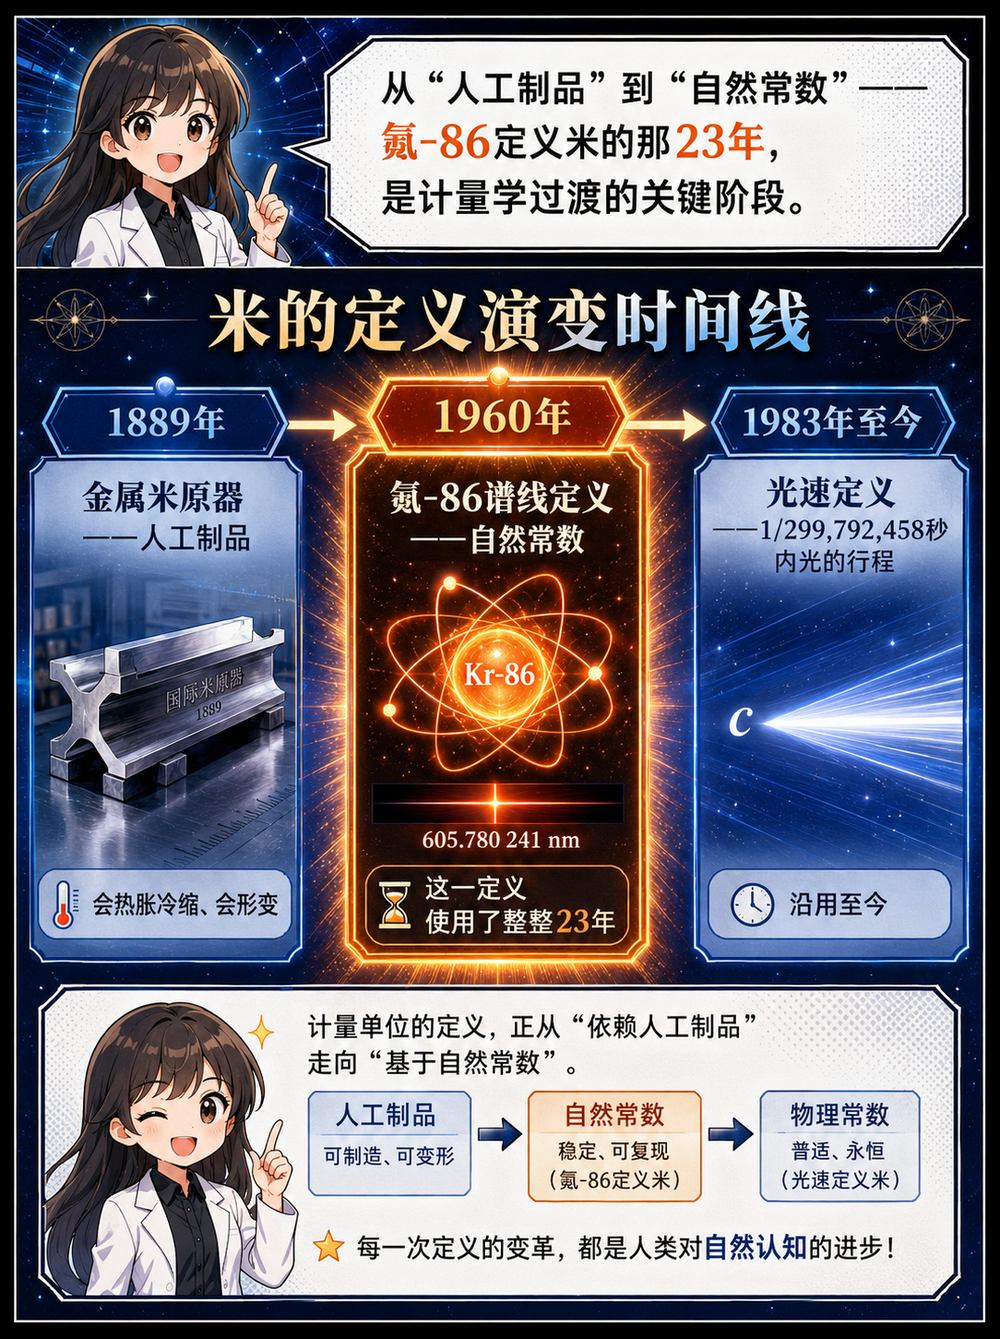 从“人工制品”到“自然常数”——
氪-86定义米的那23年，
是计量学过渡的关键阶段。
米的定义演变时间线
1889年
金属米原器
——人工制品
国际米原器
1889
会热胀冷缩、会形变
1960年
氪-86谱线定义
——自然常数
Kr-86
605.780 241 nm
这一定义
使用了整整23年
1983年至今
光速定义
——1/299,792,458秒
内光的行程
c
沿用至今
计量单位的定义，正从“依赖人工制品”
走向“基于自然常数”。
人工制品
可制造、可变形
自然常数
稳定、可复现
（氪-86定义米）
物理常数
普适、永恒
（光速定义米）
每一次定义的变革，都是人类对自然认知的进步！